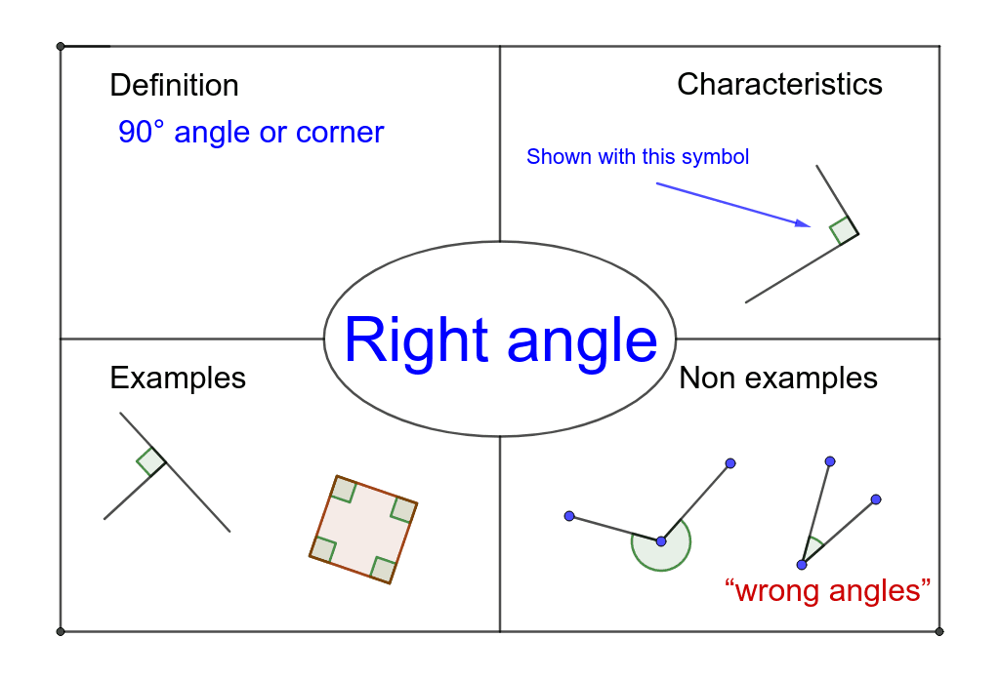 Definition
90° angle or corner
Characteristics
Shown with this symbol
Right angle
Examples
Non examples
“wrong angles”